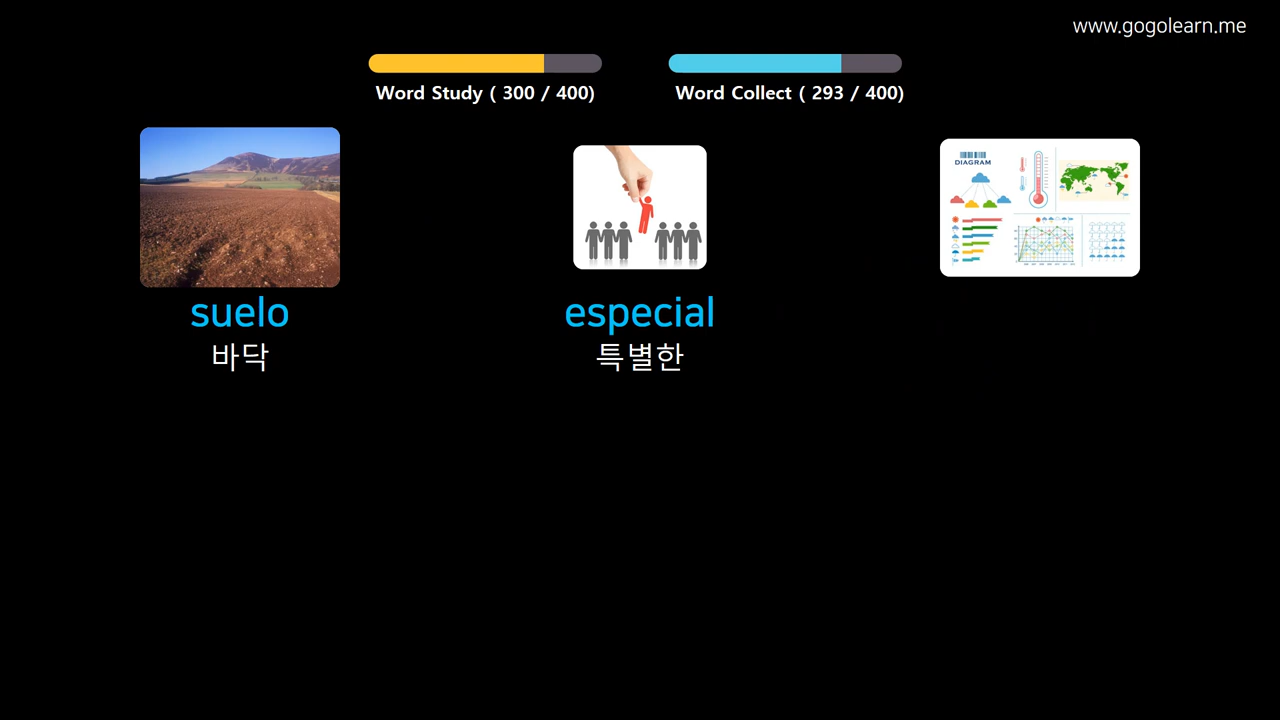 www.gogolearn.me
Word Study ( 300 / 400)
Word Collect ( 293 / 400)
DIAGRAM
suelo
especial
바닥
특별한